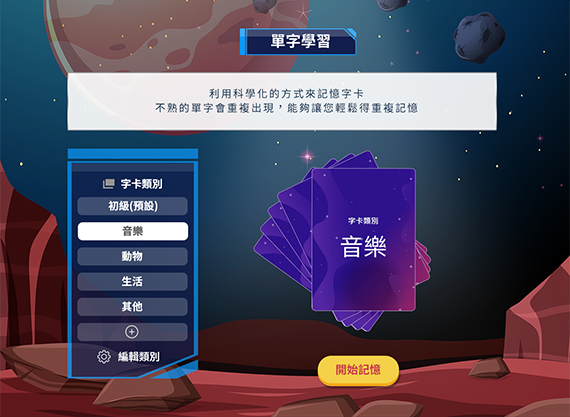 單字學習
利用科學化的方式來記憶字卡
不熟的單字會重複出現，能夠讓您輕鬆得重複記憶
字卡類別
初級(預設)
音樂
動物
生活
其他
編輯類別
字卡類別
音樂
開始記憶